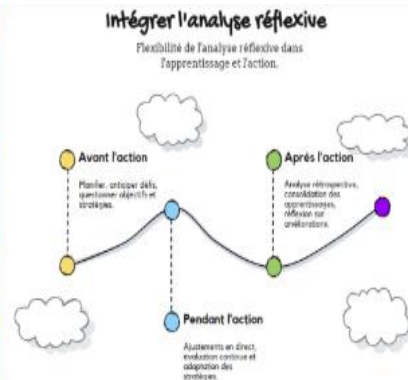 Intégrer l'analyse réflexive
Flexibilité de l'analyse réflexive dans
l'apprentissage et l'action.
Avant l'action
Planifier, anticiper défis,
questionner objectifs et
stratégies.
Pendant l'action
Ajustements en direct,
évaluation continue et
adaptation des
stratégies.
Après l'action
Analyse rétrospective,
consolidation des
apprentissages,
réflexion sur
améliorations.